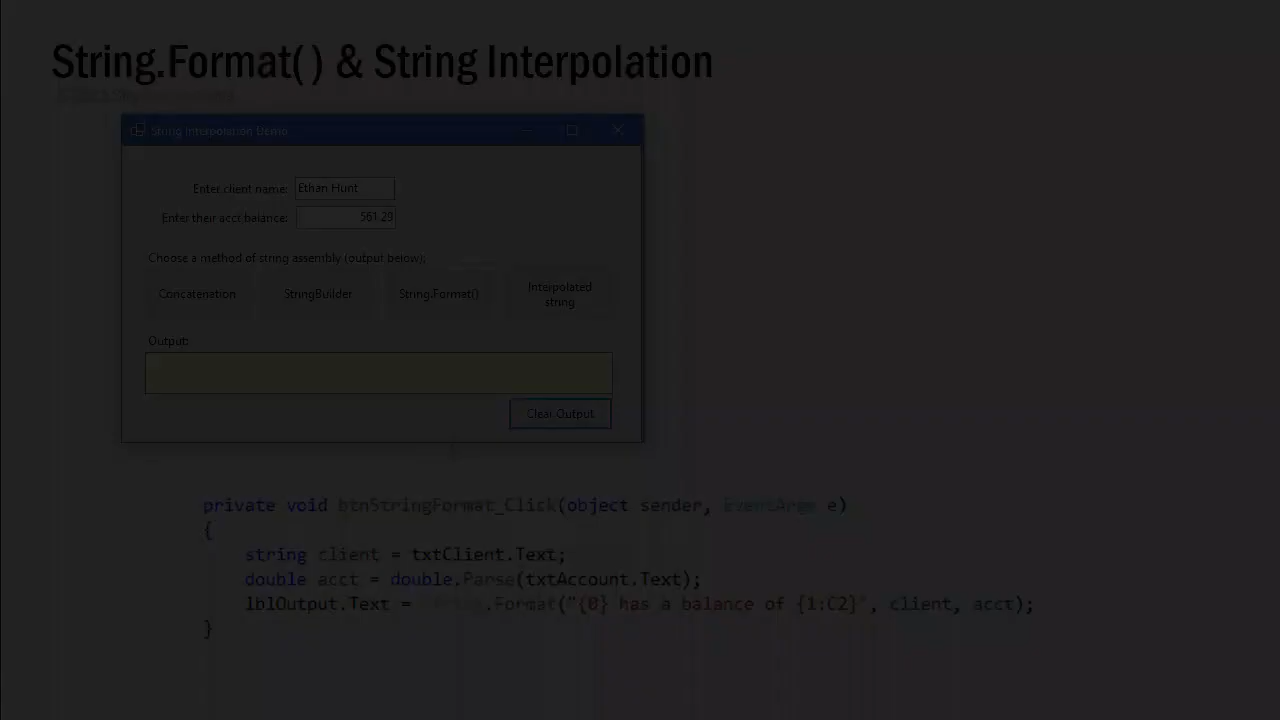 String.Format( ) & String Interpolation
String Interpolation Demo
Enter client name: Ethan Hunt
Enter their acct balance: 561.29
Choose a method of string assembly (output below):
Concatenation StringBuilder String.Format() Interpolated string
Output:
Clear Output
private void btnStringFormat_Click(object sender, EventArgs e)
{
string client = txtClient.Text;
double acct = double.Parse(txtAccount.Text);
lblOutput.Text = .Format("{0} has a balance of {1:C2}", client, acct);
}